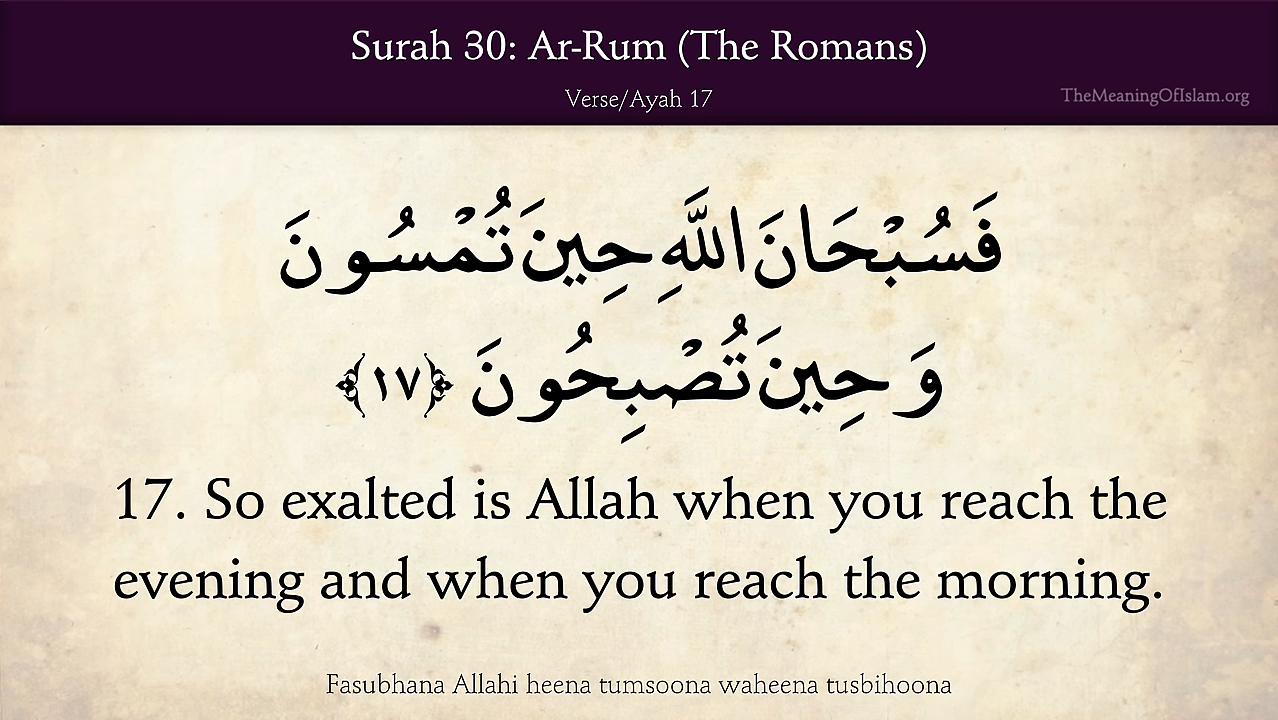 Surah 30: Ar-Rum (The Romans)
Verse/Ayah 17
TheMeaningOfIslam.org
فَسُبْحَانَ اللَّهِ حِينَ تُمْسُونَ
وَحِينَ تُصْبِحُونَ ﴿١٧﴾
17. So exalted is Allah when you reach the
evening and when you reach the morning.
Fasubhana Allahi heena tumsoona waheena tusbihoona